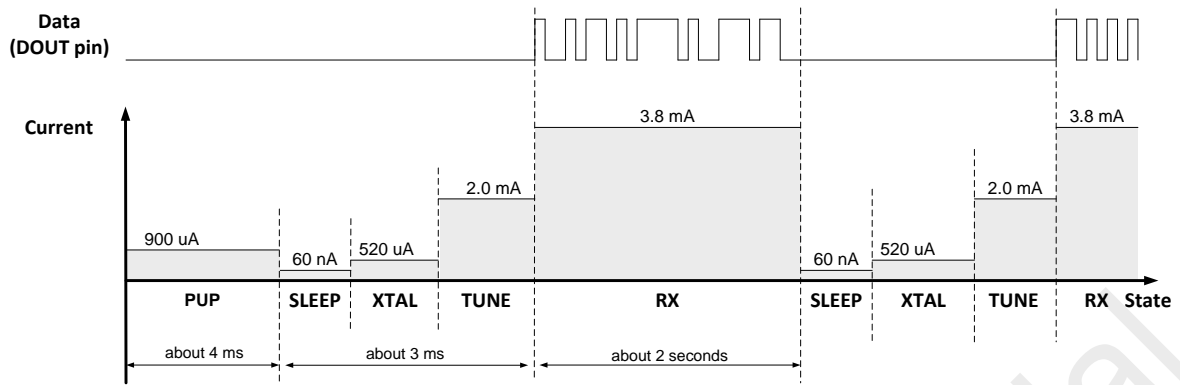 Data
(DOUT pin)
Current
3.8 mA
3.8 mA
2.0 mA
2.0 mA
900 uA
60 nA
520 uA
60 nA
520 uA
PUP
SLEEP
XTAL
TUNE
RX
SLEEP
XTAL
TUNE
RX
State
about 4 ms
about 3 ms
about 2 seconds